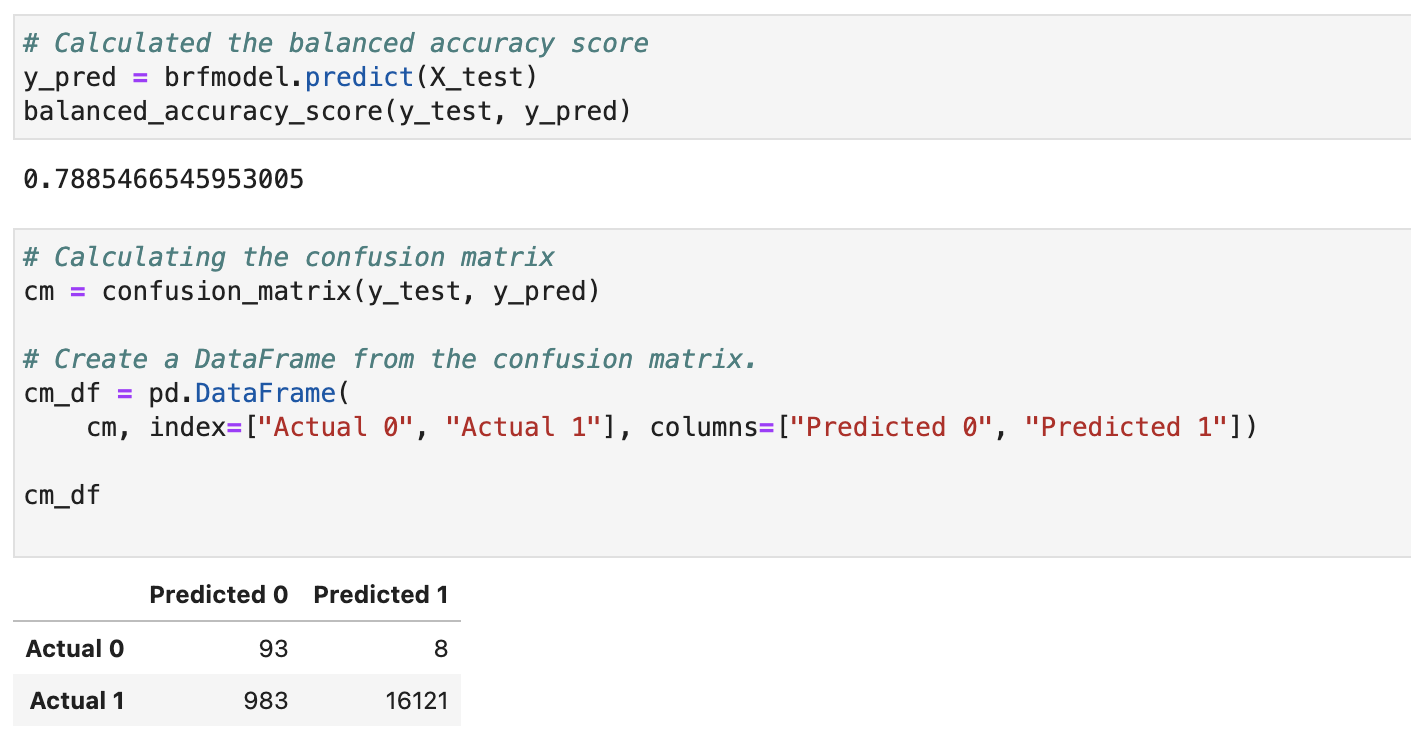 # Calculated the balanced accuracy score
y_pred = brfmodel.predict(X_test)
balanced_accuracy_score(y_test, y_pred)
0.7885466545953005
# Calculating the confusion matrix
cm = confusion_matrix(y_test, y_pred)
# Create a DataFrame from the confusion matrix.
cm_df = pd.DataFrame(
    cm, index=["Actual 0", "Actual 1"], columns=["Predicted 0", "Predicted 1"])
cm_df
Predicted 0 Predicted 1
Actual 0 93 8
Actual 1 983 16121